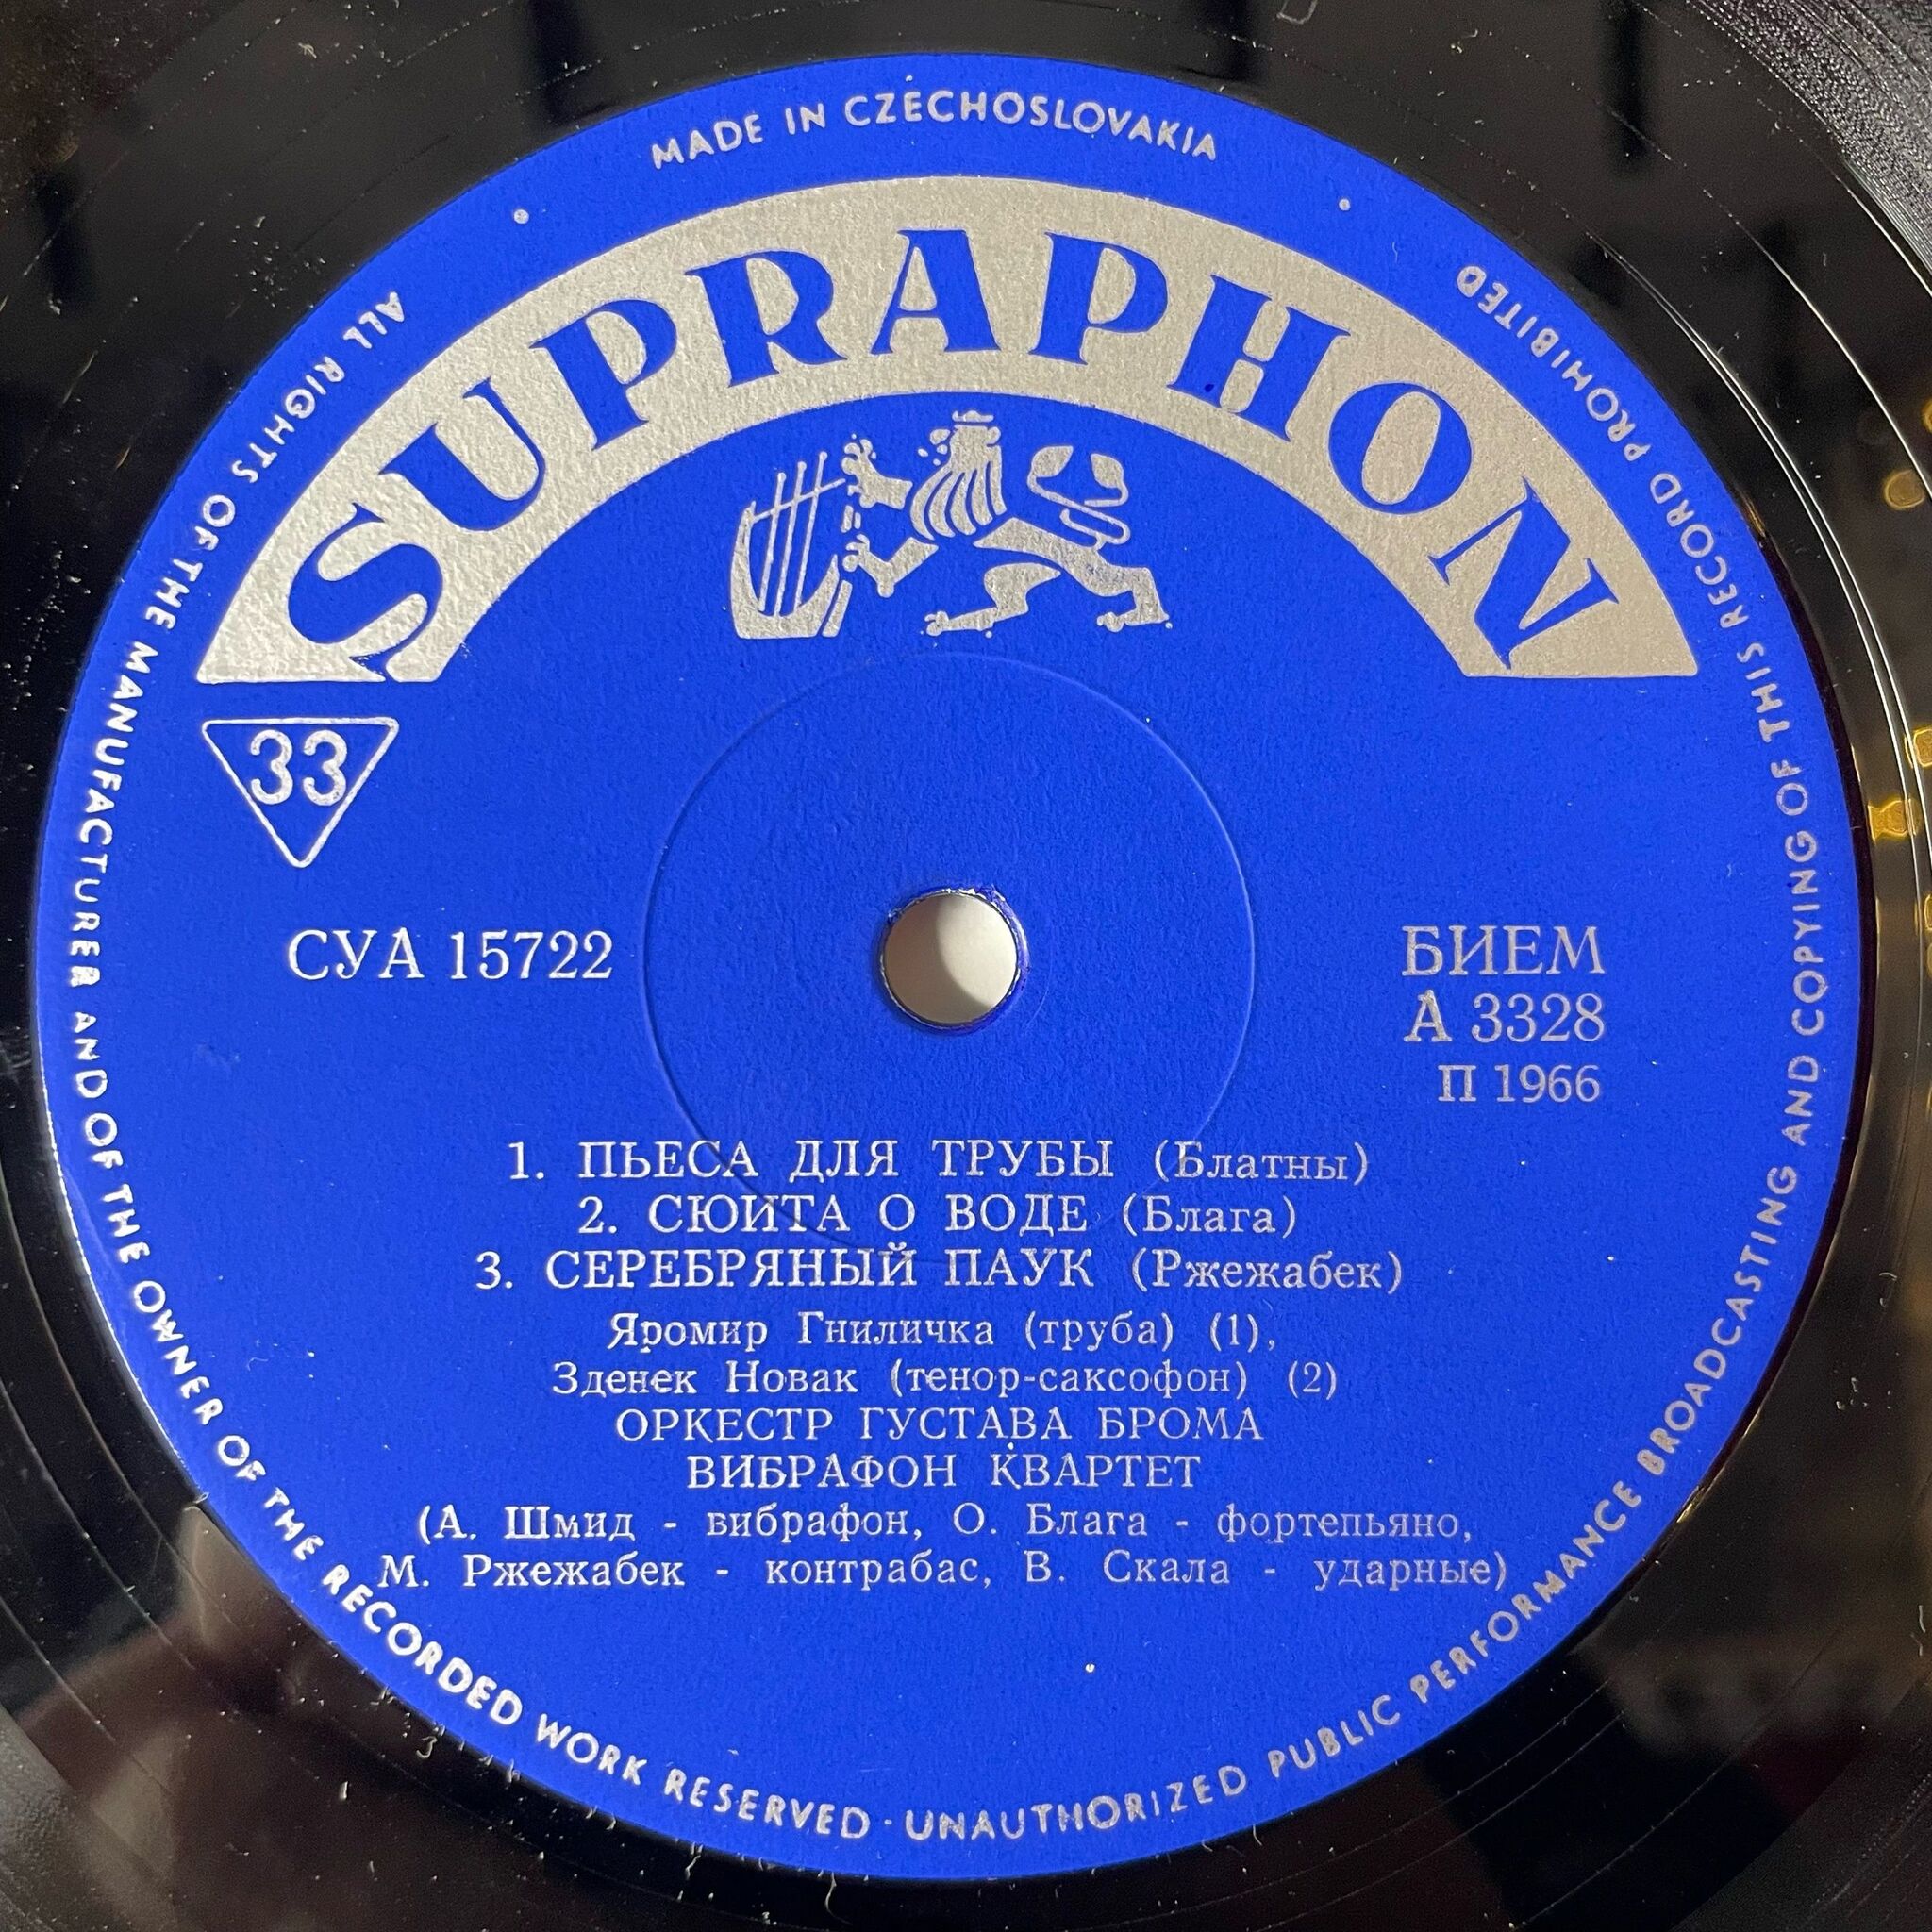 MADE IN CZECHOSLOVAKIA
SUPRAPHON
33
СУА 15722
БИЕМ
А 3328
П 1966
1. ПЬЕСА ДЛЯ ТРУБЫ (Блатны)
2. СЮИТА О ВОДЕ (Блага)
3. СЕРЕБРЯНЫЙ ПАУК (Ржежабек)
Яромир Гниличка (труба) (1),
Зденек Новак (тенор-саксофон) (2)
ОРКЕСТР ГУСТАВА БРОМА
ВИБРАФОН КВАРТЕТ
(А. Шмид - вибрафон, О. Блага - фортепьяно,
М. Ржежабек - контрабас, В. Скала - ударные)
ALL RIGHTS OF THE MANUFACTURER AND OF THE OWNER OF THE RECORDED WORK RESERVED · UNAUTHORIZED PUBLIC PERFORMANCE BROADCASTING AND COPYING OF THIS RECORD PROHIBITED